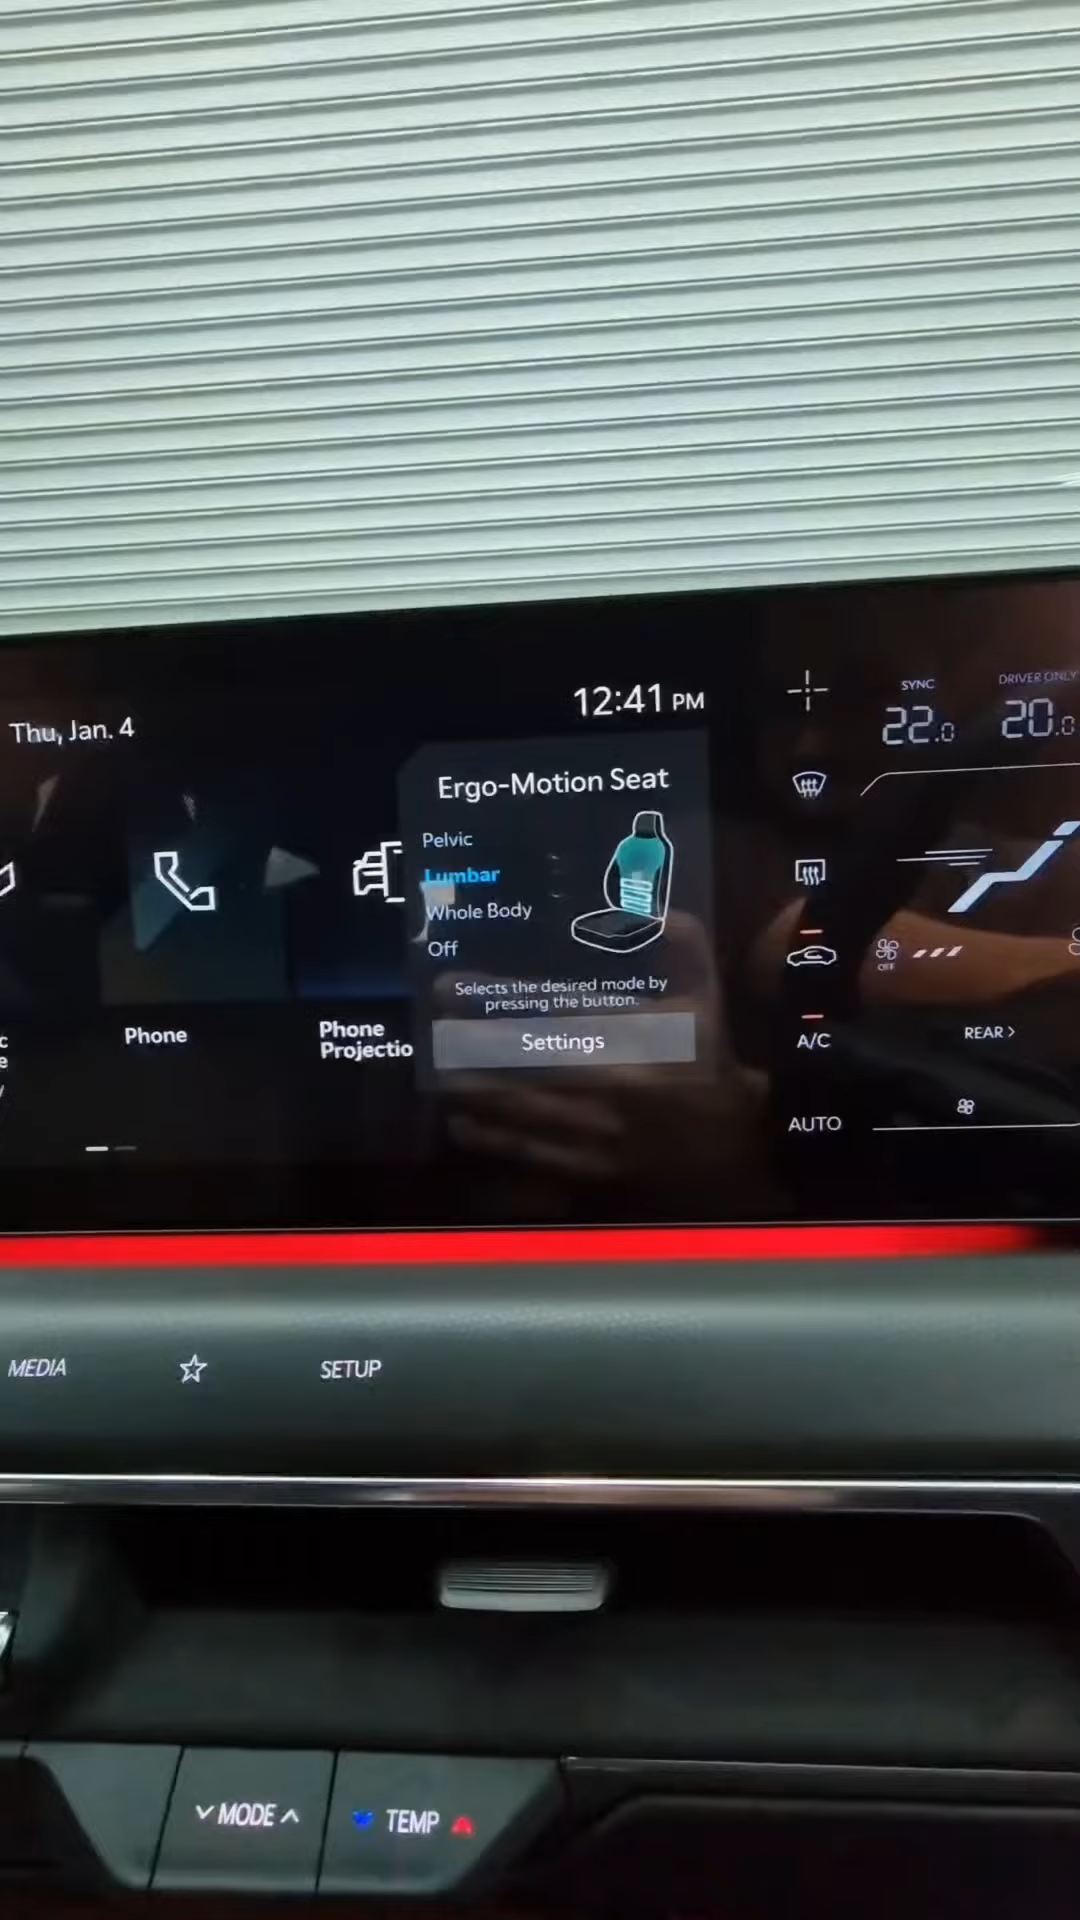 Thu, Jan. 4
12:41 PM
Ergo-Motion Seat
Pelvic
Lumbar
Whole Body
Off
Selects the desired mode by
pressing the button.
Settings
Phone
Phone
Projectio
SYNC
22.0
DRIVER ONLY
20.0
OFF
A/C
REAR >
AUTO
MEDIA
SETUP
MODE
TEMP